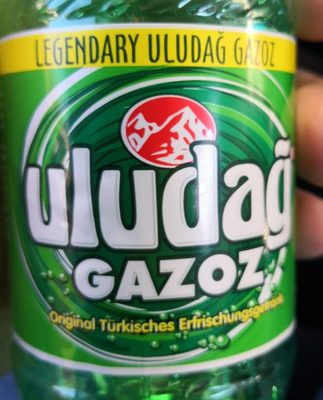 LEGENDARY ULUDAĞ GAZOZ
uludağ
GAZOZ
Original Türkisches Erfrischungsgetränk